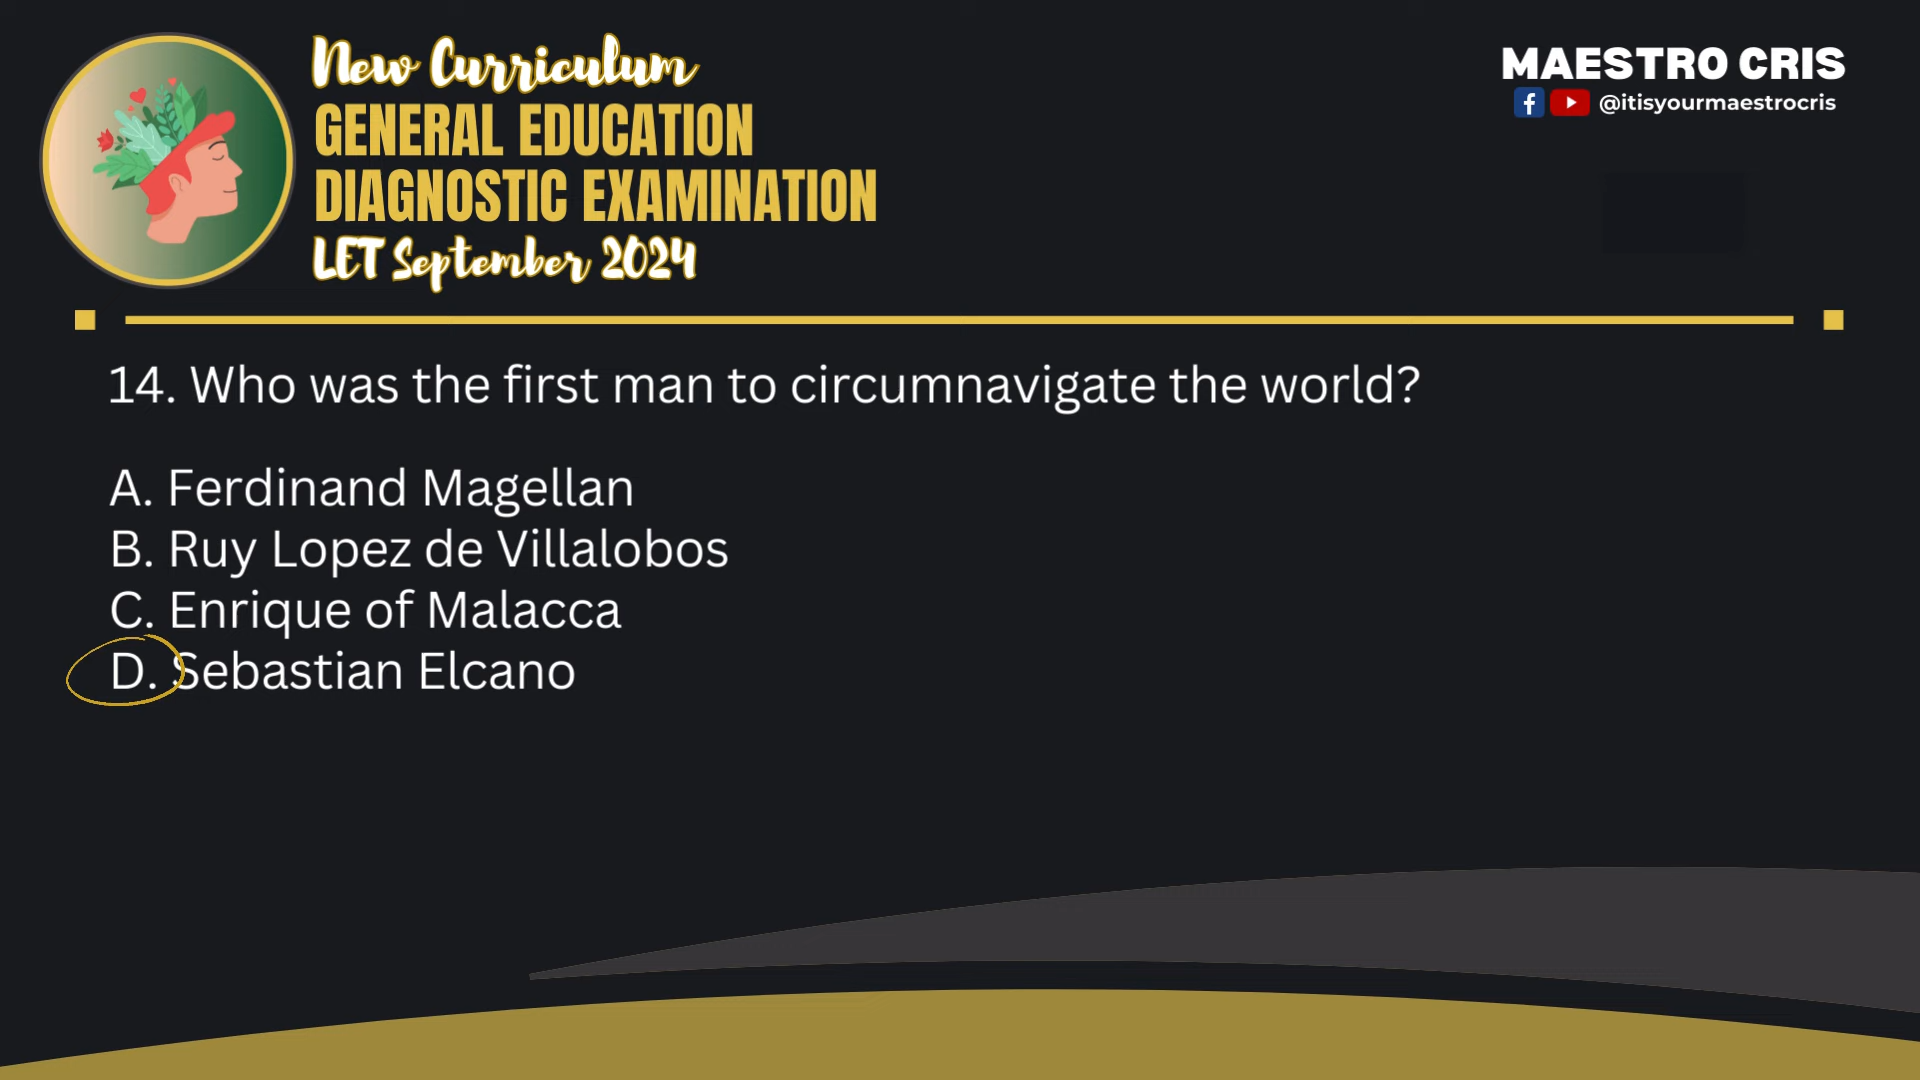 New Curriculum
GENERAL EDUCATION
DIAGNOSTIC EXAMINATION
LET September 2024
MAESTRO CRIS
@itisyourmaestrocris
14. Who was the first man to circumnavigate the world?
A. Ferdinand Magellan
B. Ruy Lopez de Villalobos
C. Enrique of Malacca
D. Sebastian Elcano